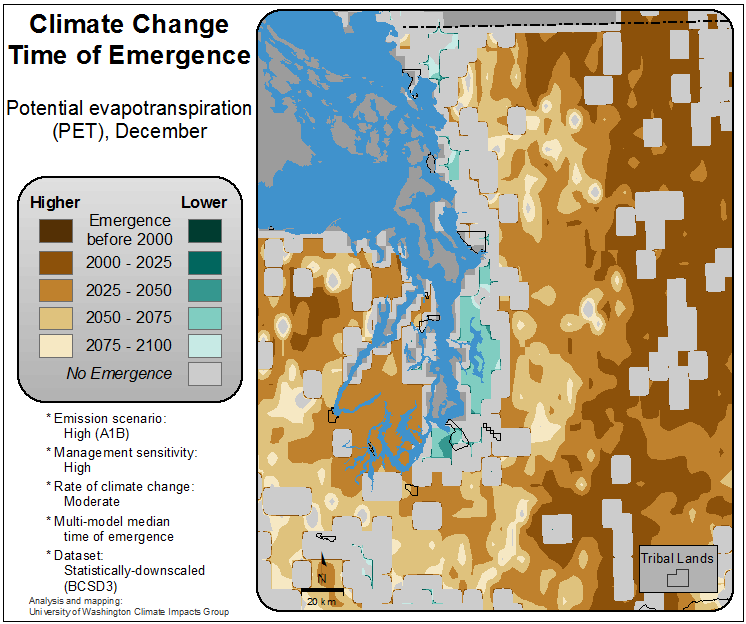 Climate Change
Time of Emergence
Potential evapotranspiration
(PET), December
Higher Lower
Emergence
before 2000
2000 - 2025
2025 - 2050
2050 - 2075
2075 - 2100
No Emergence
* Emission scenario:
High (A1B)
* Management sensitivity:
High
* Rate of climate change:
Moderate
* Multi-model median
time of emergence
* Dataset:
Statistically-downscaled
(BCSD3)
Analysis and mapping:
University of Washington Climate Impacts Group
N
20 km
Tribal Lands